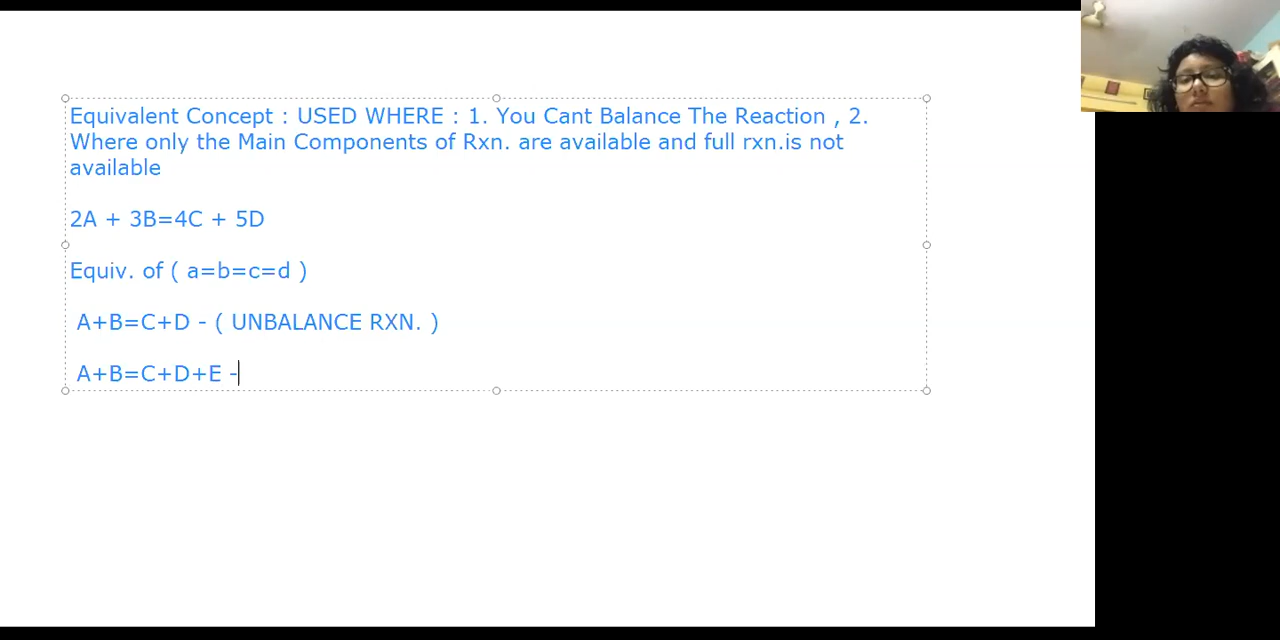 Equivalent Concept : USED WHERE : 1. You Cant Balance The Reaction , 2.
Where only the Main Components of Rxn. are available and full rxn.is not
available
2A + 3B=4C + 5D
Equiv. of ( a=b=c=d )
A+B=C+D - ( UNBALANCE RXN. )
A+B=C+D+E -